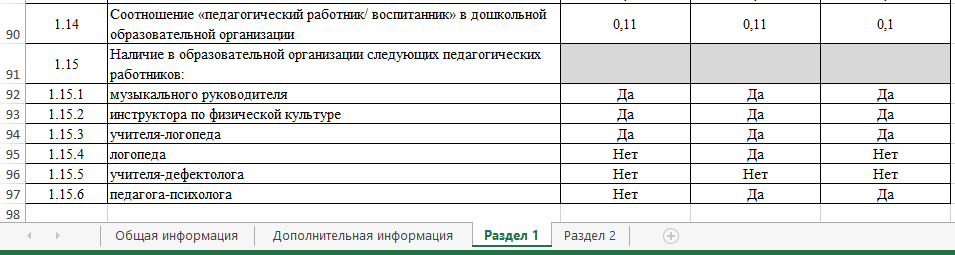 90 1.14 Соотношение «педагогический работник/ воспитанник» в дошкольной
образовательной организации 0,11 0,11 0,1
91 1.15 Наличие в образовательной организации следующих педагогических
работников:
92 1.15.1 музыкального руководителя Да Да Да
93 1.15.2 инструктора по физической культуре Да Да Да
94 1.15.3 учителя-логопеда Да Да Да
95 1.15.4 логопеда Нет Да Нет
96 1.15.5 учителя-дефектолога Нет Нет Нет
97 1.15.6 педагога-психолога Нет Да Да
98
Общая информация Дополнительная информация Раздел 1 Раздел 2